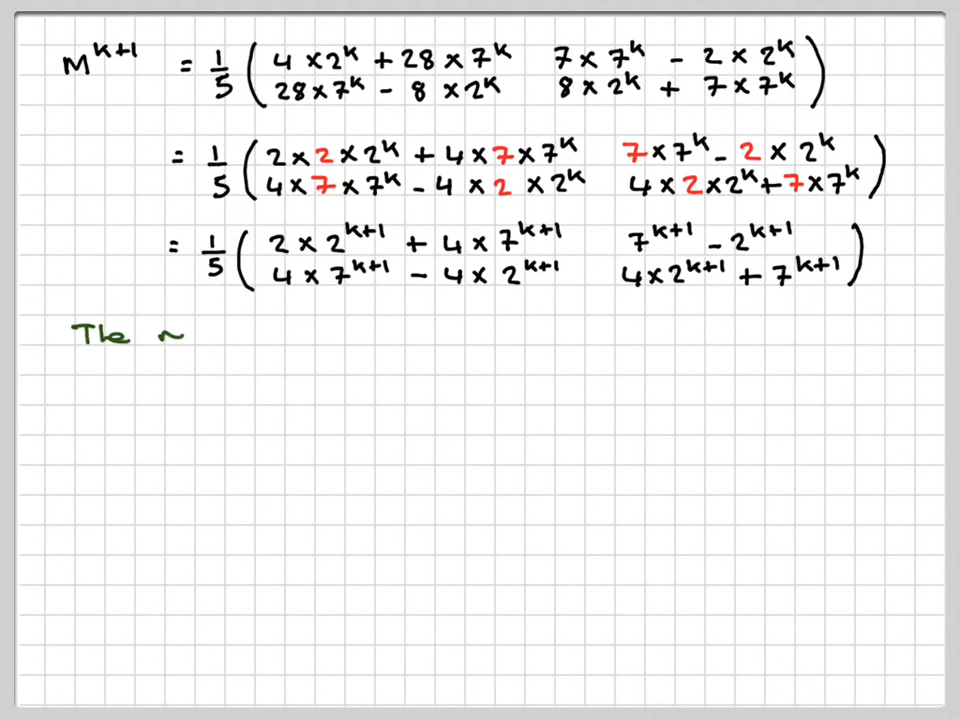 M^{k+1} = 1/5 ( 4 × 2^k + 28 × 7^k   7 × 7^k - 2 × 2^k
28 × 7^k - 8 × 2^k   8 × 2^k + 7 × 7^k )
= 1/5 ( 2 × 2 × 2^k + 4 × 7 × 7^k   7 × 7^k - 2 × 2^k
4 × 7 × 7^k - 4 × 2 × 2^k   4 × 2 × 2^k + 7 × 7^k )
= 1/5 ( 2 × 2^{k+1} + 4 × 7^{k+1}   7^{k+1} - 2^{k+1}
4 × 7^{k+1} - 4 × 2^{k+1}   4 × 2^{k+1} + 7^{k+1} )
The